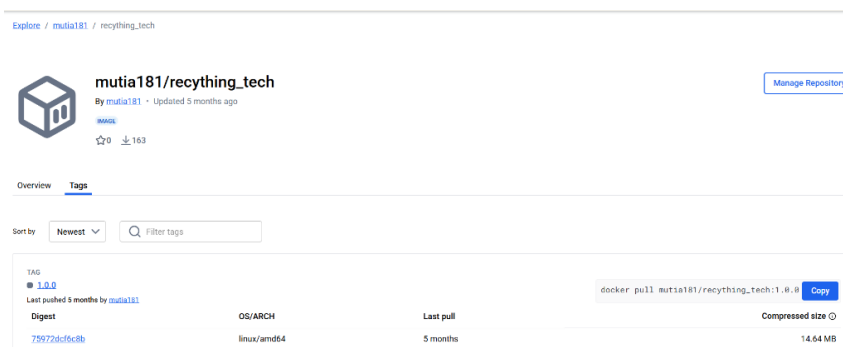 Explore / mutia181 / recything_tech
mutia181/recything_tech
Manage Repository
By mutia181 · Updated 5 months ago
IMAGE
0 163
Overview Tags
Sort by Newest Filter tags
TAG
1.0.0
docker pull mutia181/recything_tech:1.0.0 Copy
Last pushed 5 months by mutia181
Digest OS/ARCH Last pull Compressed size
75972dcf6c8b linux/amd64 5 months 14.64 MB